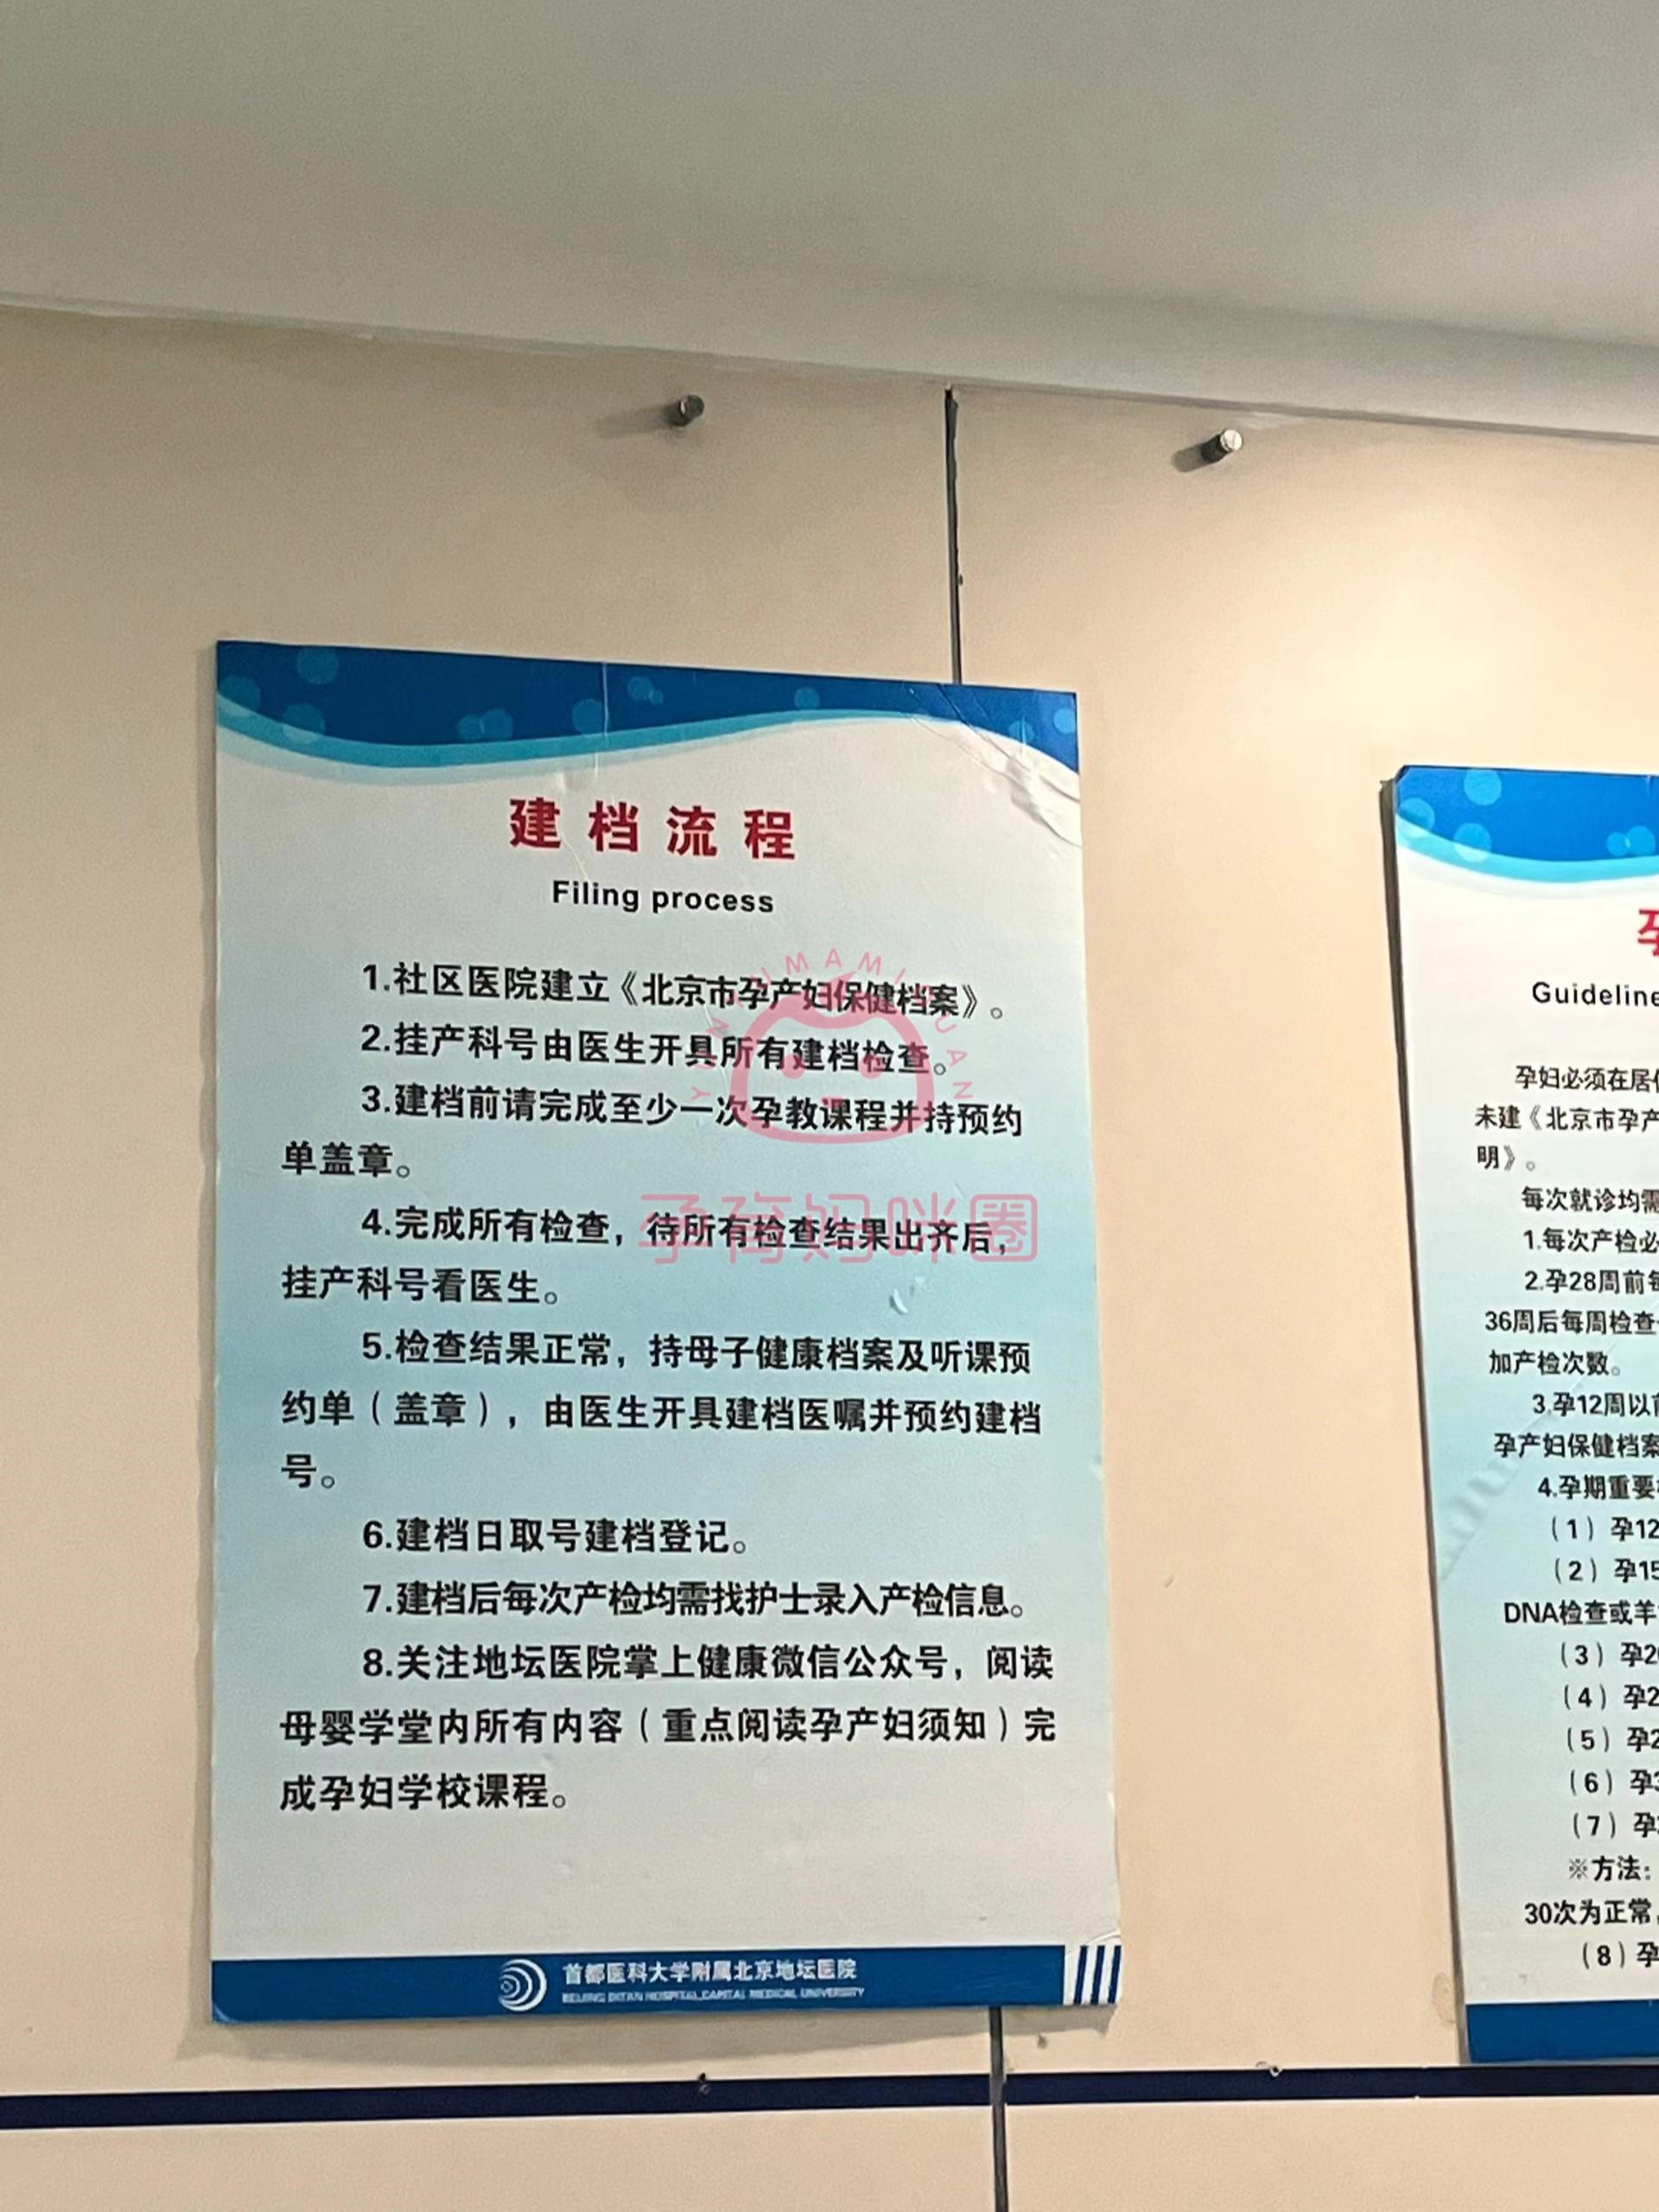 建档流程
Filing process
1.社区医院建立《北京市孕产妇保健档案》。
2.挂产科号由医生开具所有建档检查。
3.建档前请完成至少一次孕教课程并持预约
单盖章。
4.完成所有检查，待所有检查结果出齐后，
挂产科号看医生。
5.检查结果正常，持母子健康档案及听课预
约单（盖章），由医生开具建档医嘱并预约建档
号。
6.建档日取号建档登记。
7.建档后每次产检均需找护士录入产检信息。
8.关注地坛医院掌上健康微信公众号，阅读
母婴学堂内所有内容（重点阅读孕产妇须知）完
成孕妇学校课程。
首都医科大学附属北京地坛医院
BEIJING DITAN HOSPITAL CAPITAL MEDICAL UNIVERSITY
孕育妈咪圈
孕
Guideline
孕妇必须在居
未建《北京市孕产
明》。
每次就诊均需
1.每次产检必
2.孕28周前每
36周后每周检查
加产检次数。
3.孕12周以前
孕产妇保健档案
4.孕期重要
（1）孕12
（2）孕15
DNA检查或羊
（3）孕2
（4）孕2
（5）孕2
（6）孕3
（7）孕
※方法：
30次为正常，
（8）孕